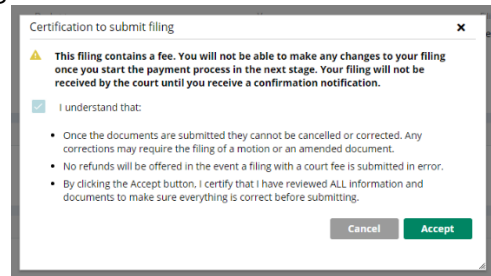 Certification to submit filing
This filing contains a fee. You will not be able to make any changes to your filing
once you start the payment process in the next stage. Your filing will not be
received by the court until you receive a confirmation notification.
I understand that:
• Once the documents are submitted they cannot be cancelled or corrected. Any
corrections may require the filing of a motion or an amended document.
• No refunds will be offered in the event a filing with a court fee is submitted in error.
• By clicking the Accept button, I certify that I have reviewed ALL information and
documents to make sure everything is correct before submitting.
Cancel Accept